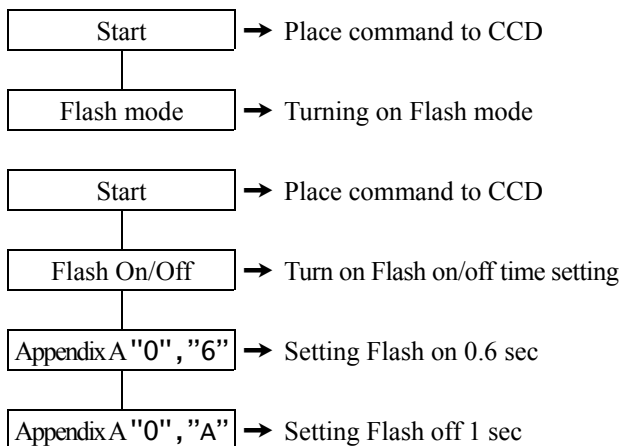 Start → Place command to CCD
Flash mode → Turning on Flash mode
Start → Place command to CCD
Flash On/Off → Turn on Flash on/off time setting
Appendix A "0","6" → Setting Flash on 0.6 sec
Appendix A "0","A" → Setting Flash off 1 sec